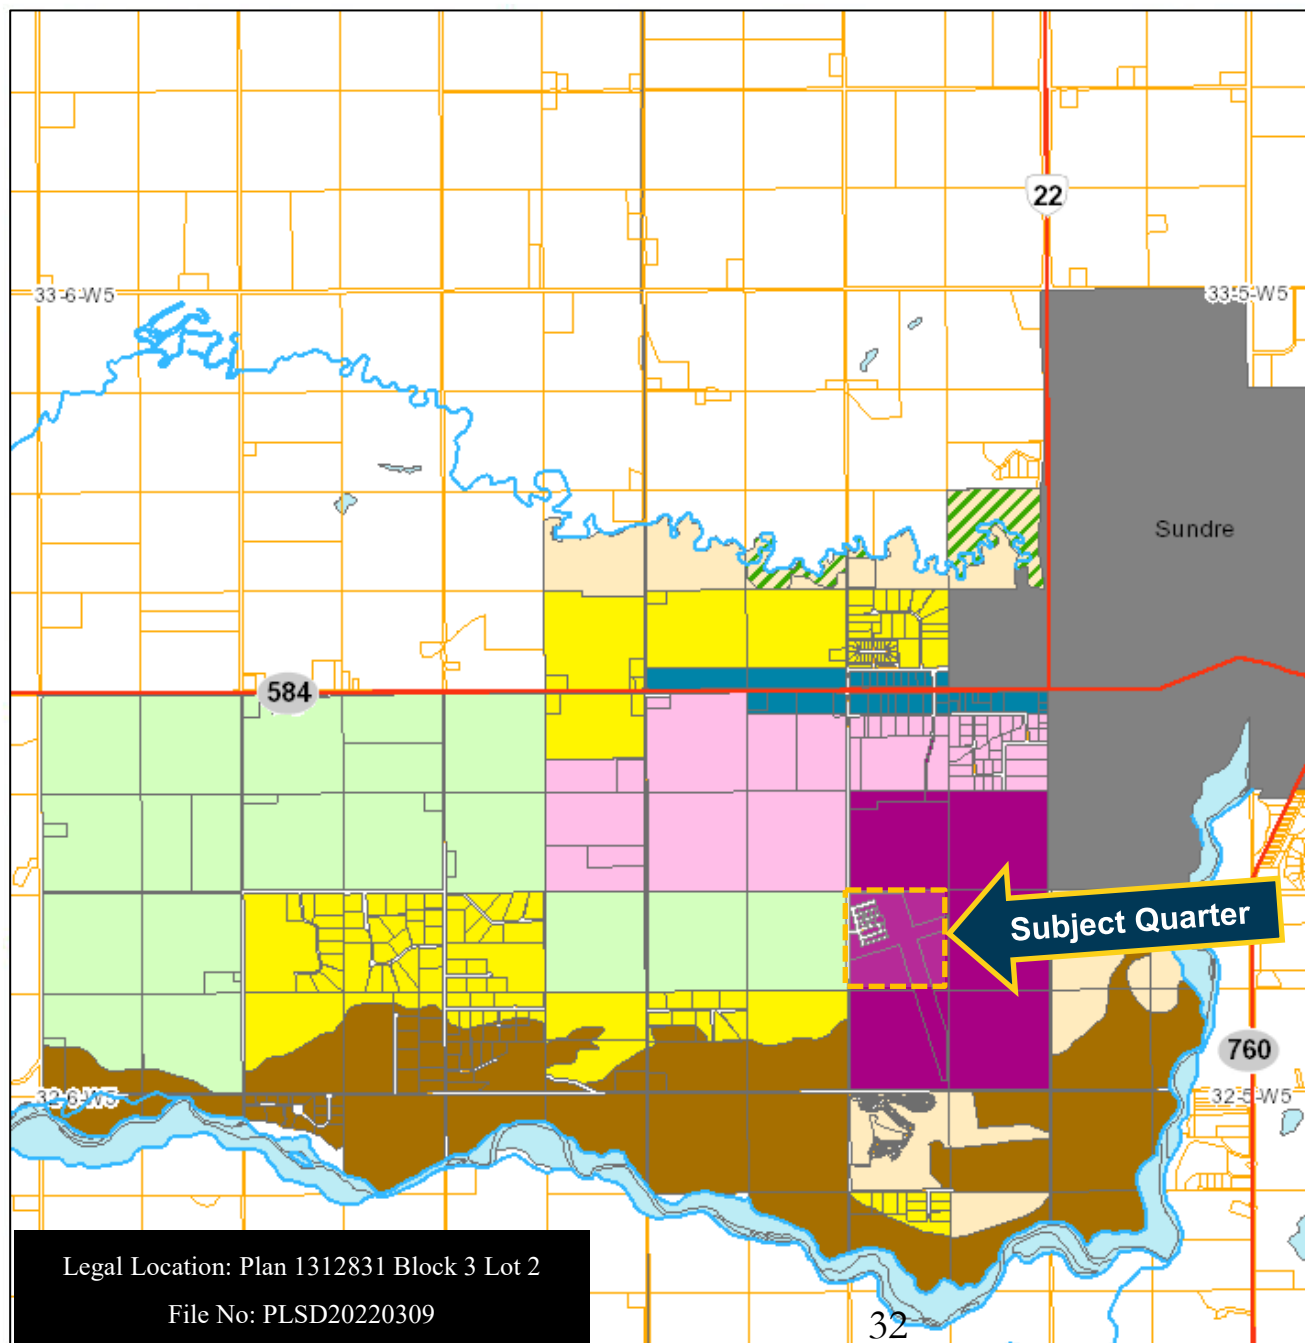 22
33-6-W5
33-5-W5
Sundre
584
Subject Quarter
760
32-6-W5
32-5-W5
Legal Location: Plan 1312831 Block 3 Lot 2
File No: PLSD20220309
32